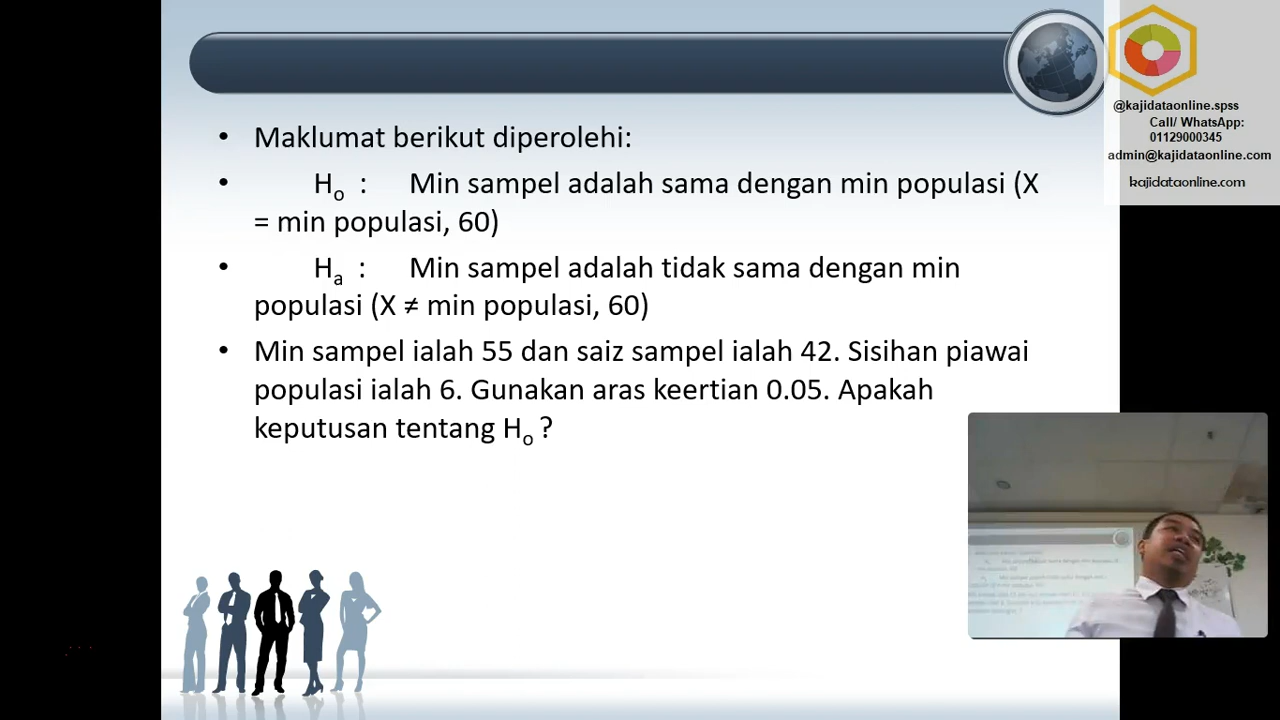 @kajidataonline.spss
Call/ WhatsApp:
01129000345
admin@kajidataonline.com
kajidataonline.com
• Maklumat berikut diperolehi:
• Ho : Min sampel adalah sama dengan min populasi (X
= min populasi, 60)
• Ha : Min sampel adalah tidak sama dengan min
populasi (X ≠ min populasi, 60)
• Min sampel ialah 55 dan saiz sampel ialah 42. Sisihan piawai
populasi ialah 6. Gunakan aras keertian 0.05. Apakah
keputusan tentang Ho ?